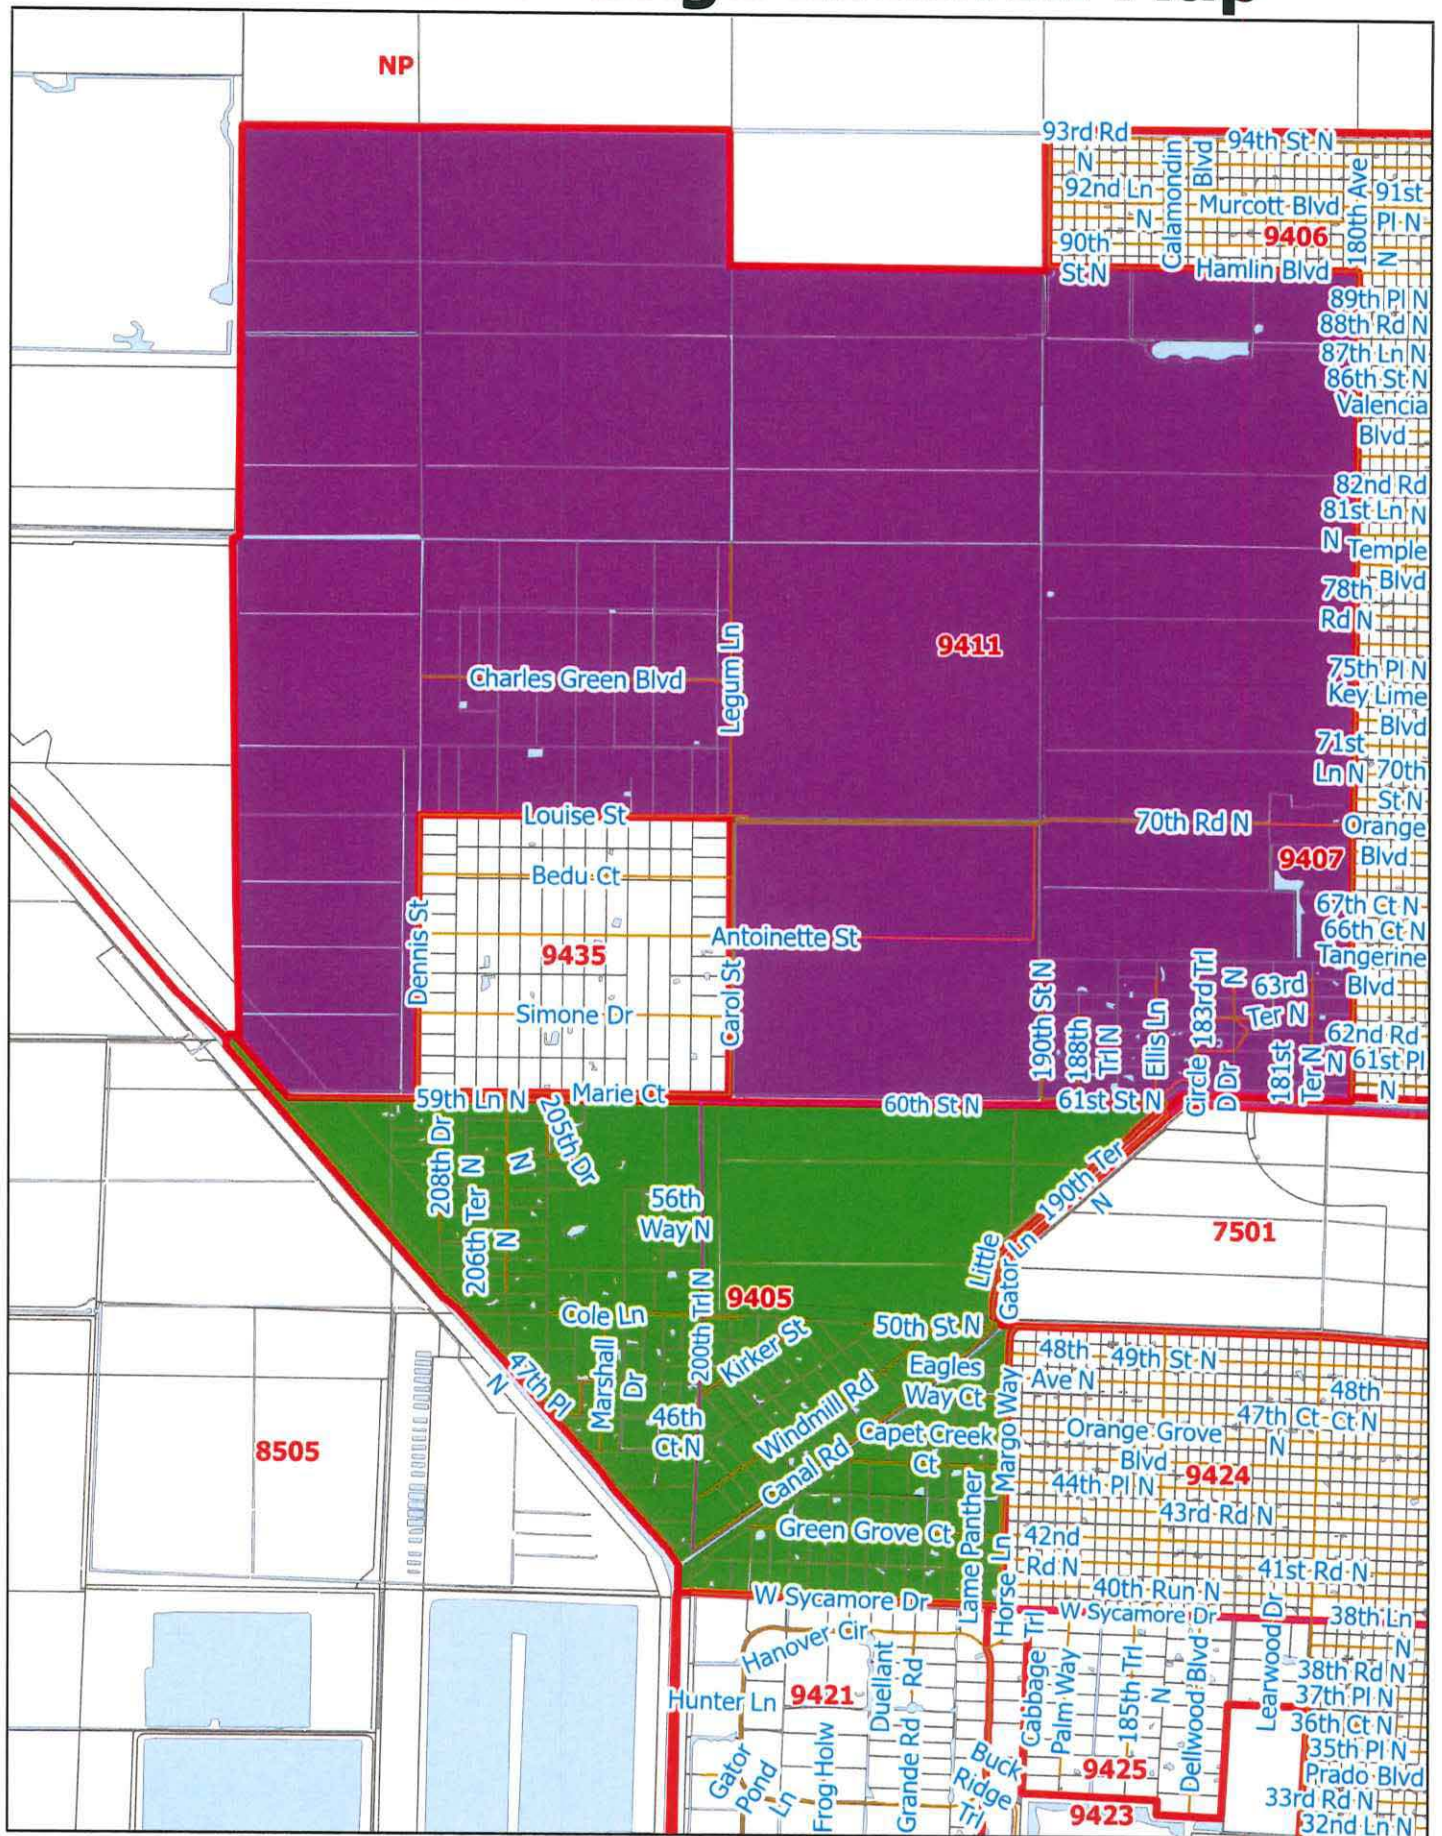 NP
93rd Rd
N
94th St N
92nd Ln
N
Calamondin
Blvd
Murcott Blvd
9406
180th Ave
N
91st
Pl N
90th
St N
Hamlin Blvd
89th Pl N
88th Rd N
87th Ln N
86th St N
Valencia
Blvd
82nd Rd
N
81st Ln
N
Temple
Blvd
78th
Rd N
9411
Charles Green Blvd
Legum Ln
75th Pl N
Key Lime
Blvd
71st
Ln N
70th
St N
Louise St
70th Rd N
Orange
Blvd
9407
Bedu Ct
Dennis St
67th Ct N
66th Ct N
Antoinette St
9435
Tangerine
Blvd
Carol St
190th St N
188th
Trl N
Ellis Ln
183rd Trl
N
63rd
Ter N
Simone Dr
62nd Rd
N
61st Pl
N
Circle
D Dr
181st
Ter N
59th Ln N
Marie Ct
60th St N
61st St N
208th Dr
N
206th Ter
N
N
205th Dr
190th Ter
N
56th
Way N
7501
Little
Gator Ln
200th Trl N
9405
Cole Ln
Kirker St
50th St N
Marshall
Dr
47th Pl
N
Eagles
Way Ct
48th
Ave N
49th St N
48th
Ct N
46th
Ct N
Windmill Rd
Canal Rd
Capet Creek
Ct
Margo Way
Orange Grove
Blvd
47th Ct
N
8505
44th Pl N
9424
43rd Rd N
Green Grove Ct
Lame Panther
Horse Ln
42nd
Rd N
41st Rd N
40th Run N
W Sycamore Dr
W Sycamore Dr
38th Ln
N
Hanover Cir
Duellant
Rd
Cabbage
Palm Way
Trl
185th Trl
N
Dellwood Blvd
Learwood Dr
38th Rd N
37th Pl N
Hunter Ln
9421
36th Ct N
35th Pl N
Gator
Pond
Ln
Frog Holw
Grande Rd
Buck
Ridge
Trl
9425
Prado Blvd
33rd Rd N
9423
32nd Ln N